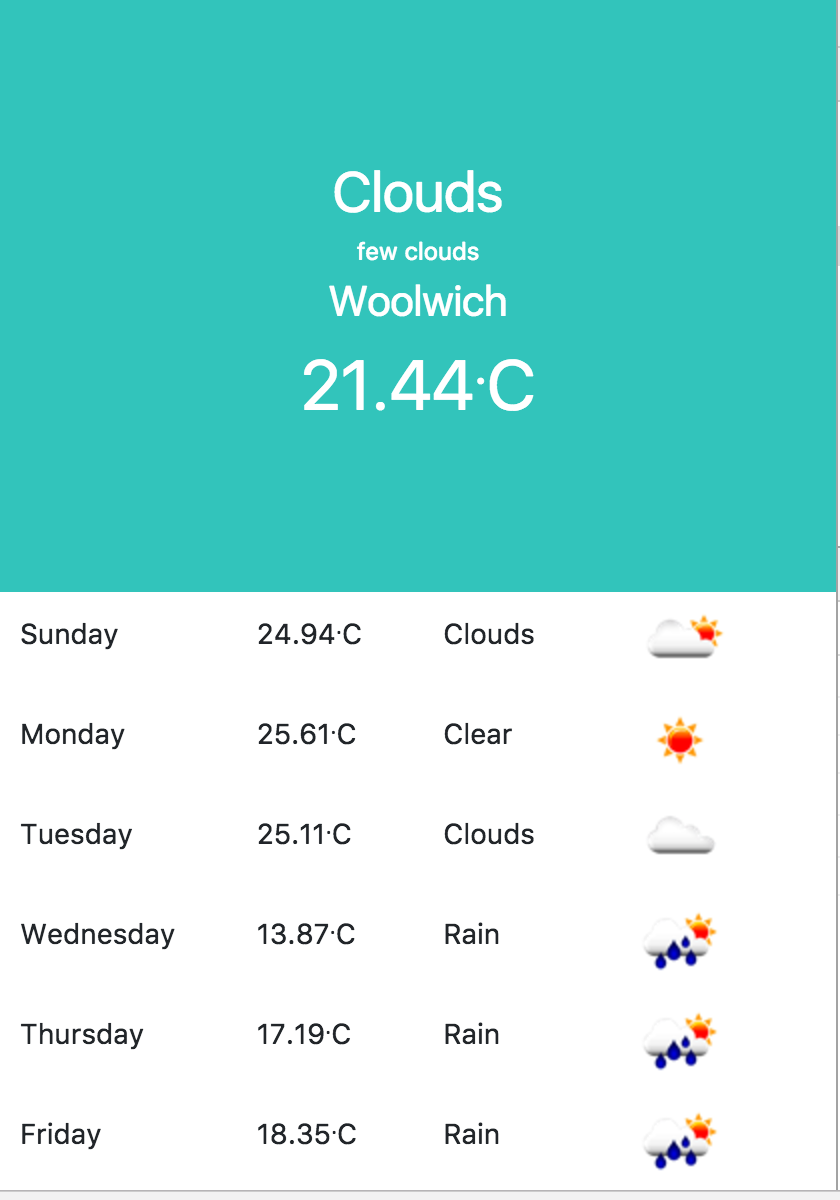 Clouds
few clouds
Woolwich
21.44·C
Sunday 24.94·C Clouds
Monday 25.61·C Clear
Tuesday 25.11·C Clouds
Wednesday 13.87·C Rain
Thursday 17.19·C Rain
Friday 18.35·C Rain